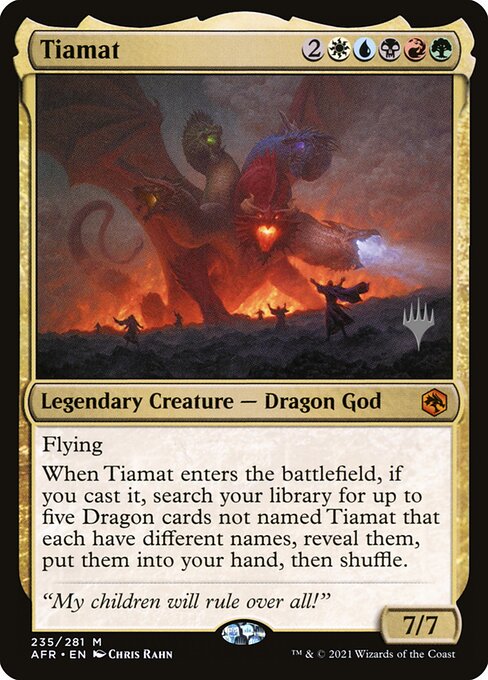 Tiamat 2
Legendary Creature — Dragon God
Flying
When Tiamat enters the battlefield, if
you cast it, search your library for up to
five Dragon cards not named Tiamat that
each have different names, reveal them,
put them into your hand, then shuffle.
“My children will rule over all!”
7/7
235/281 M
AFR • EN Chris Rahn
™ & © 2021 Wizards of the Coast